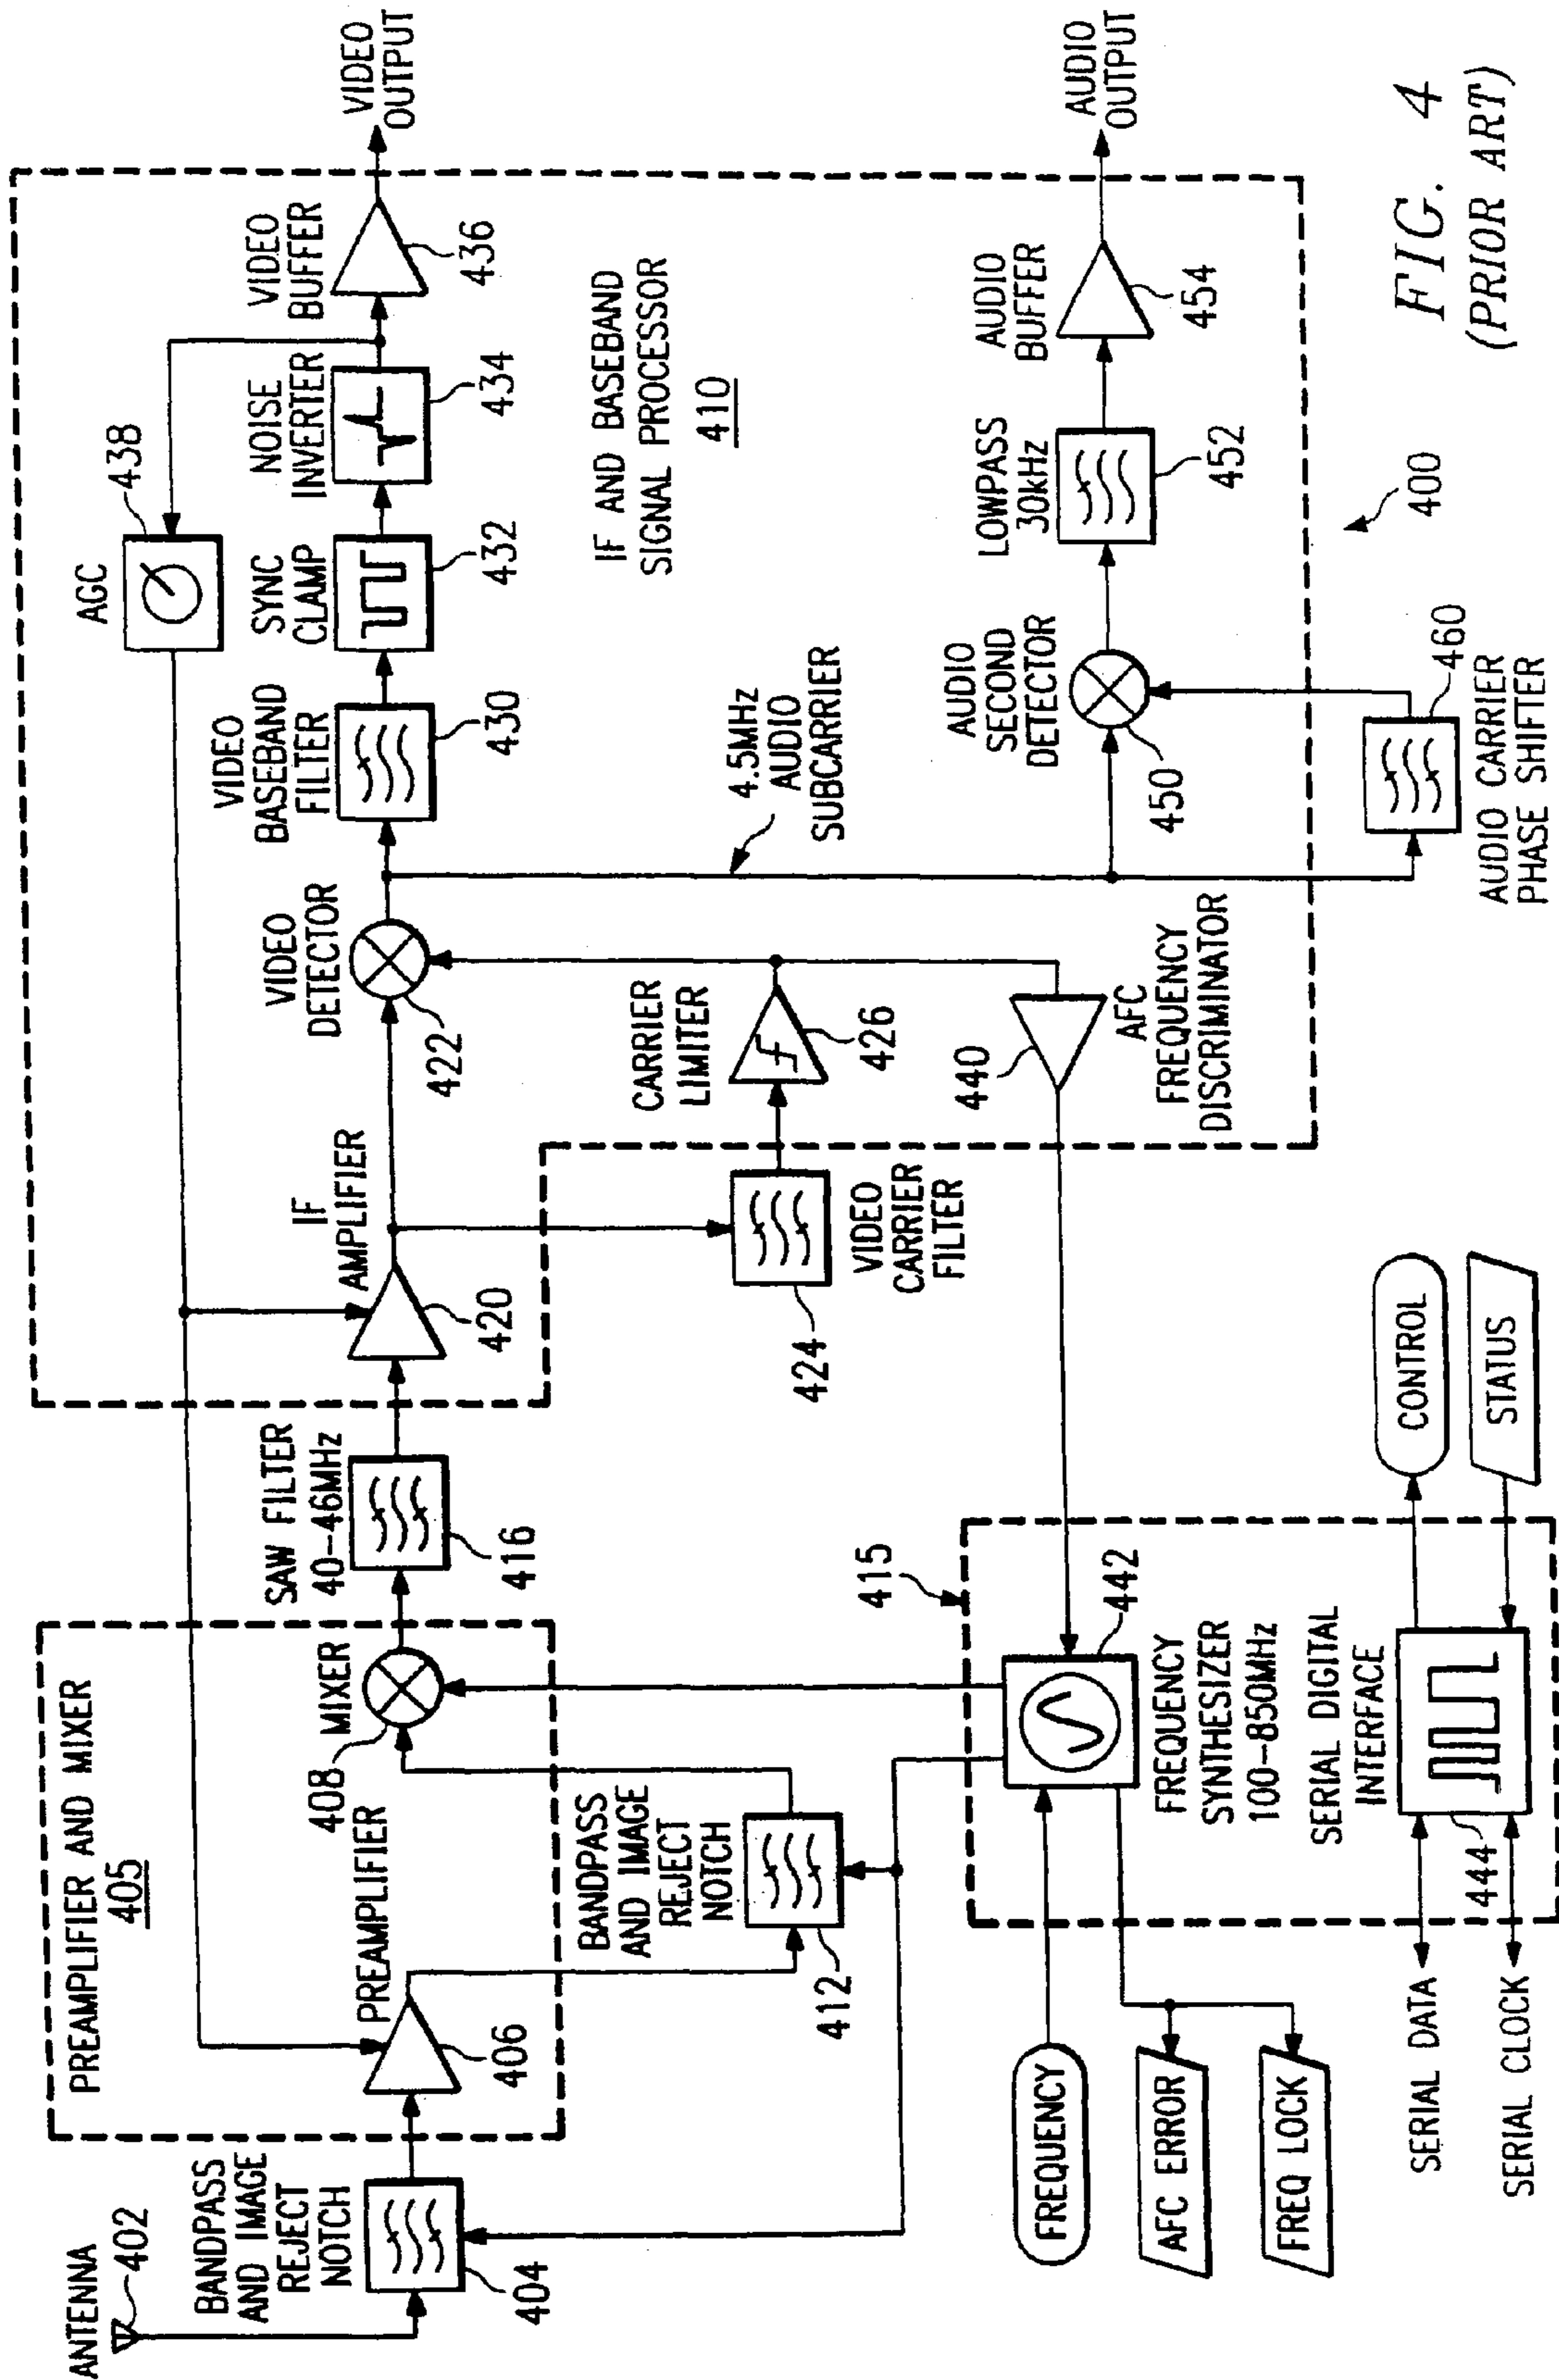 ANTENNA
402
BANDPASS
AND IMAGE
REJECT
NOTCH
404
PREAMPLIFIER AND MIXER
405
PREAMPLIFIER
406
408
MIXER
BANDPASS
AND IMAGE
REJECT
NOTCH
412
SAW FILTER
40-46MHz
416
IF
AMPLIFIER
420
AGC
438
VIDEO
DETECTOR
422
VIDEO
BASEBAND
FILTER
430
SYNC
CLAMP
432
NOISE
INVERTER
434
VIDEO
BUFFER
436
VIDEO
OUTPUT
IF AND BASEBAND
SIGNAL PROCESSOR
410
4.5MHz
AUDIO
SUBCARRIER
424
VIDEO
CARRIER
FILTER
CARRIER
LIMITER
426
440
AFC
FREQUENCY
DISCRIMINATOR
AUDIO
SECOND
DETECTOR
450
LOWPASS
30kHz
452
AUDIO
BUFFER
454
AUDIO
OUTPUT
460
AUDIO CARRIER
PHASE SHIFTER
400
415
442
FREQUENCY
SYNTHESIZER
100-850MHz
SERIAL DIGITAL
INTERFACE
444
FREQUENCY
AFC ERROR
FREQ LOCK
SERIAL DATA
SERIAL CLOCK
CONTROL
STATUS
FIG. 4
(PRIOR ART)